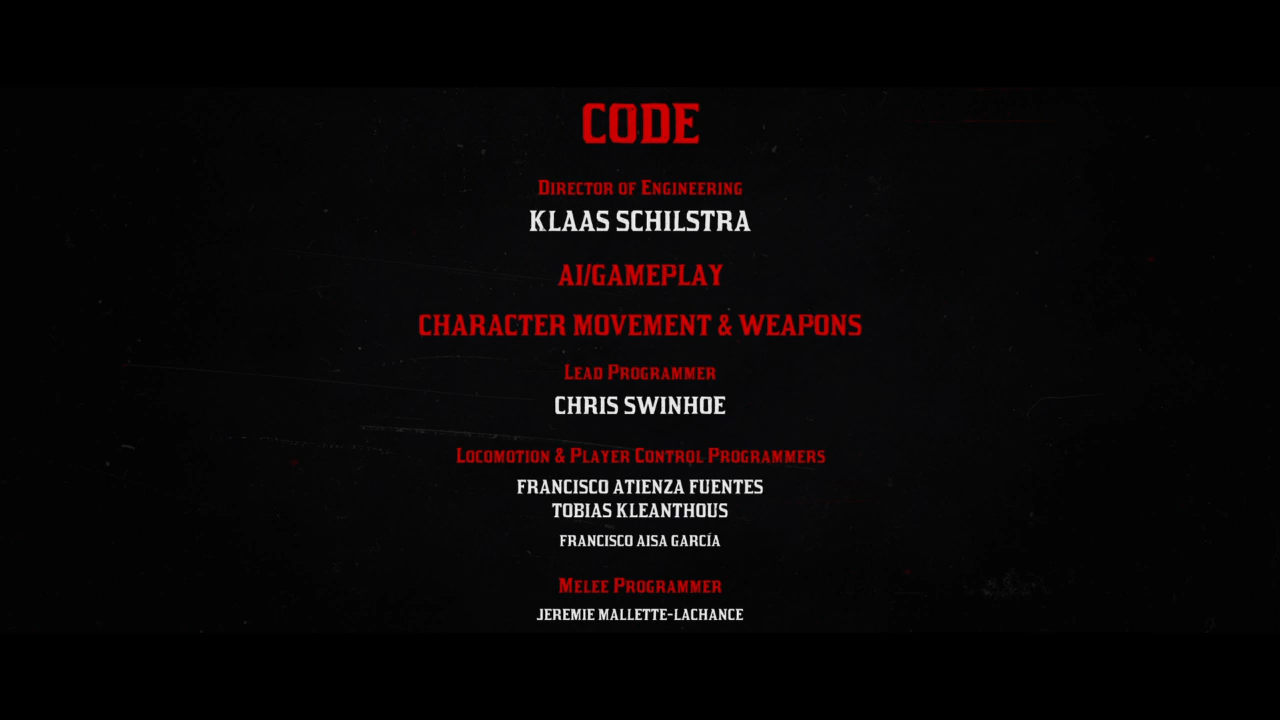 CODE
DIRECTOR OF ENGINEERING
KLAAS SCHILSTRA
AI/GAMEPLAY
CHARACTER MOVEMENT & WEAPONS
LEAD PROGRAMMER
CHRIS SWINHOE
LOCOMOTION & PLAYER CONTROL PROGRAMMERS
FRANCISCO ATIENZA FUENTES
TOBIAS KLEANTHOUS
FRANCISCO AISA GARCÍA
MELEE PROGRAMMER
JEREMIE MALLETTE-LACHANCE